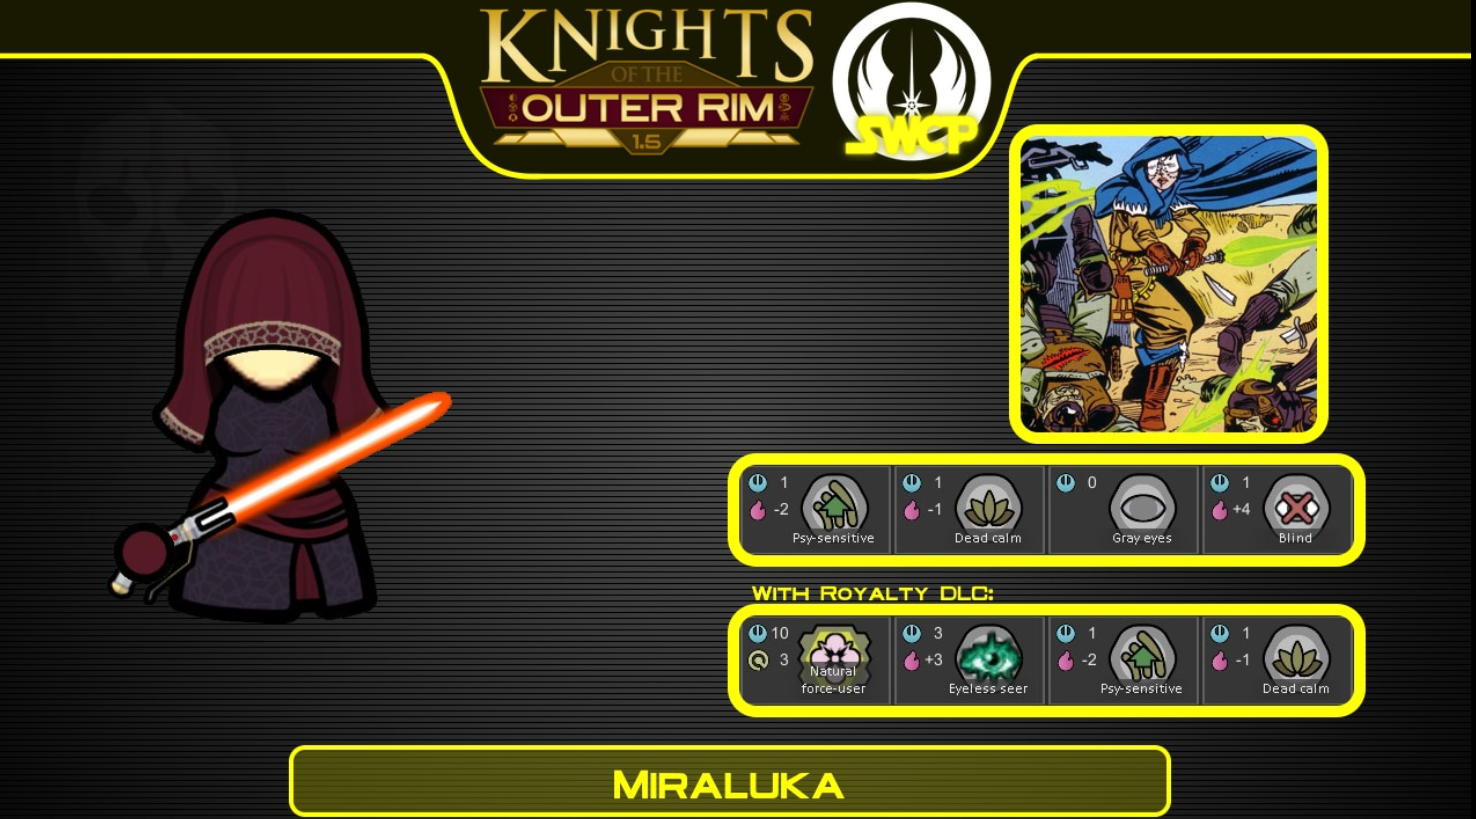 KNIGHTS
OF THE
OUTER RIM
1.5
SWCP
1
-2
Psy-sensitive
1
-1
Dead calm
0
Gray eyes
1
+4
Blind
WITH ROYALTY DLC:
10
3
Natural
force-user
3
+3
Eyeless seer
1
-2
Psy-sensitive
1
-1
Dead calm
MIRALUKA